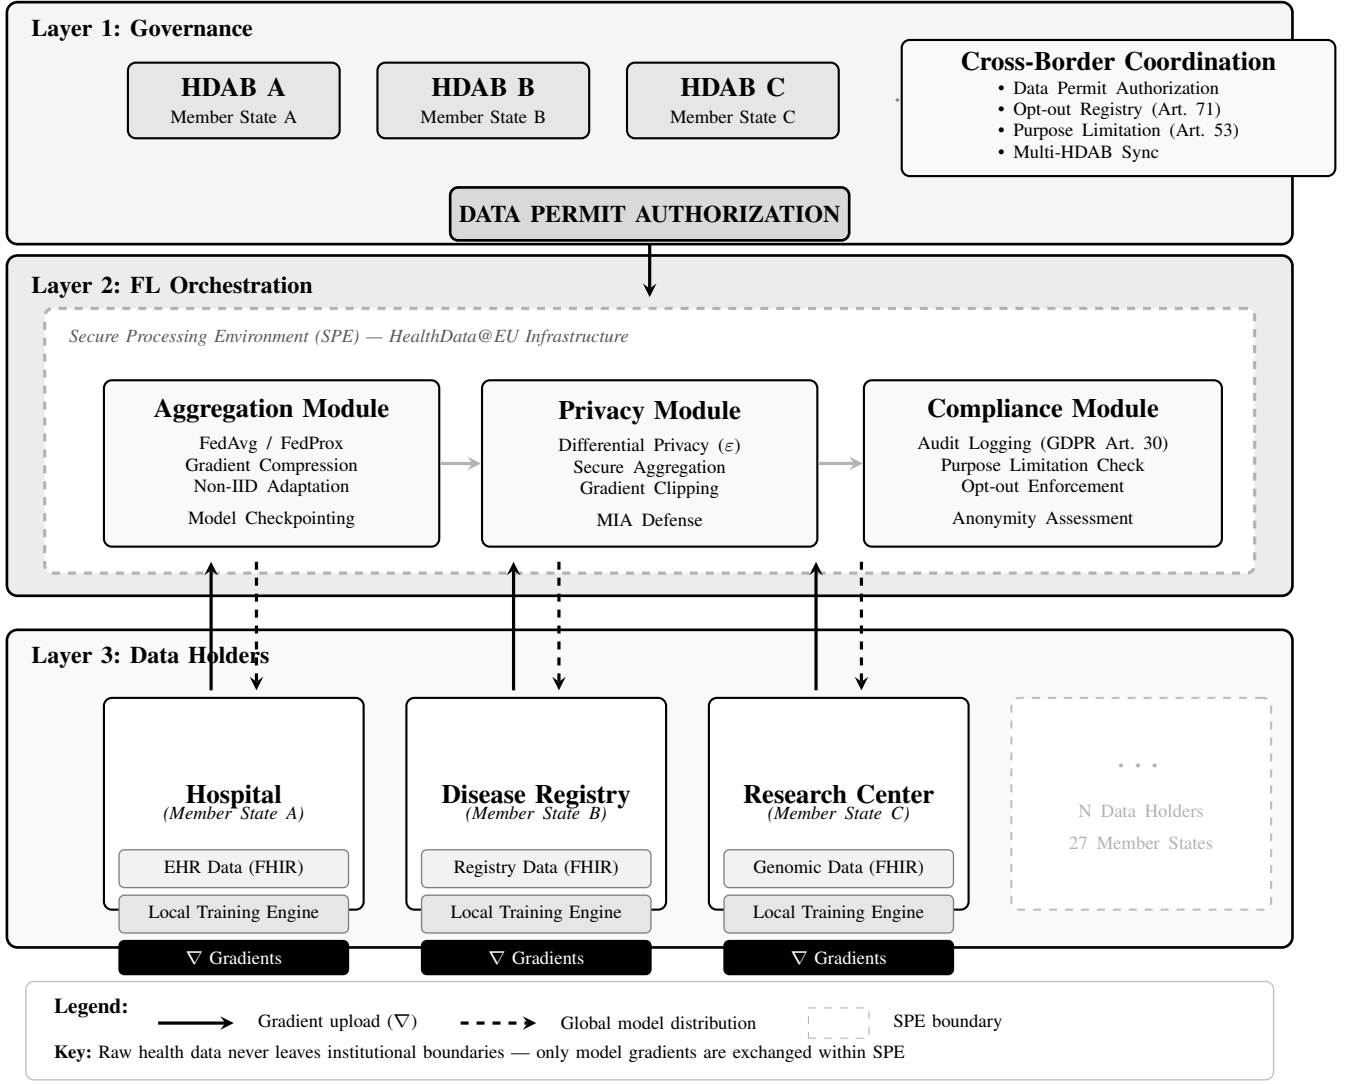 Layer 1: Governance
HDAB A
Member State A
HDAB B
Member State B
HDAB C
Member State C
Cross-Border Coordination
• Data Permit Authorization
• Opt-out Registry (Art. 71)
• Purpose Limitation (Art. 53)
• Multi-HDAB Sync
DATA PERMIT AUTHORIZATION
Layer 2: FL Orchestration
Secure Processing Environment (SPE) — HealthData@EU Infrastructure
Aggregation Module
FedAvg / FedProx
Gradient Compression
Non-IID Adaptation
Model Checkpointing
Privacy Module
Differential Privacy (ε)
Secure Aggregation
Gradient Clipping
MIA Defense
Compliance Module
Audit Logging (GDPR Art. 30)
Purpose Limitation Check
Opt-out Enforcement
Anonymity Assessment
Layer 3: Data Holders
Hospital
(Member State A)
EHR Data (FHIR)
Local Training Engine
∇ Gradients
Disease Registry
(Member State B)
Registry Data (FHIR)
Local Training Engine
∇ Gradients
Research Center
(Member State C)
Genomic Data (FHIR)
Local Training Engine
∇ Gradients
· · ·
N Data Holders
27 Member States
Legend:
Gradient upload (∇)
Global model distribution
SPE boundary
Key: Raw health data never leaves institutional boundaries — only model gradients are exchanged within SPE